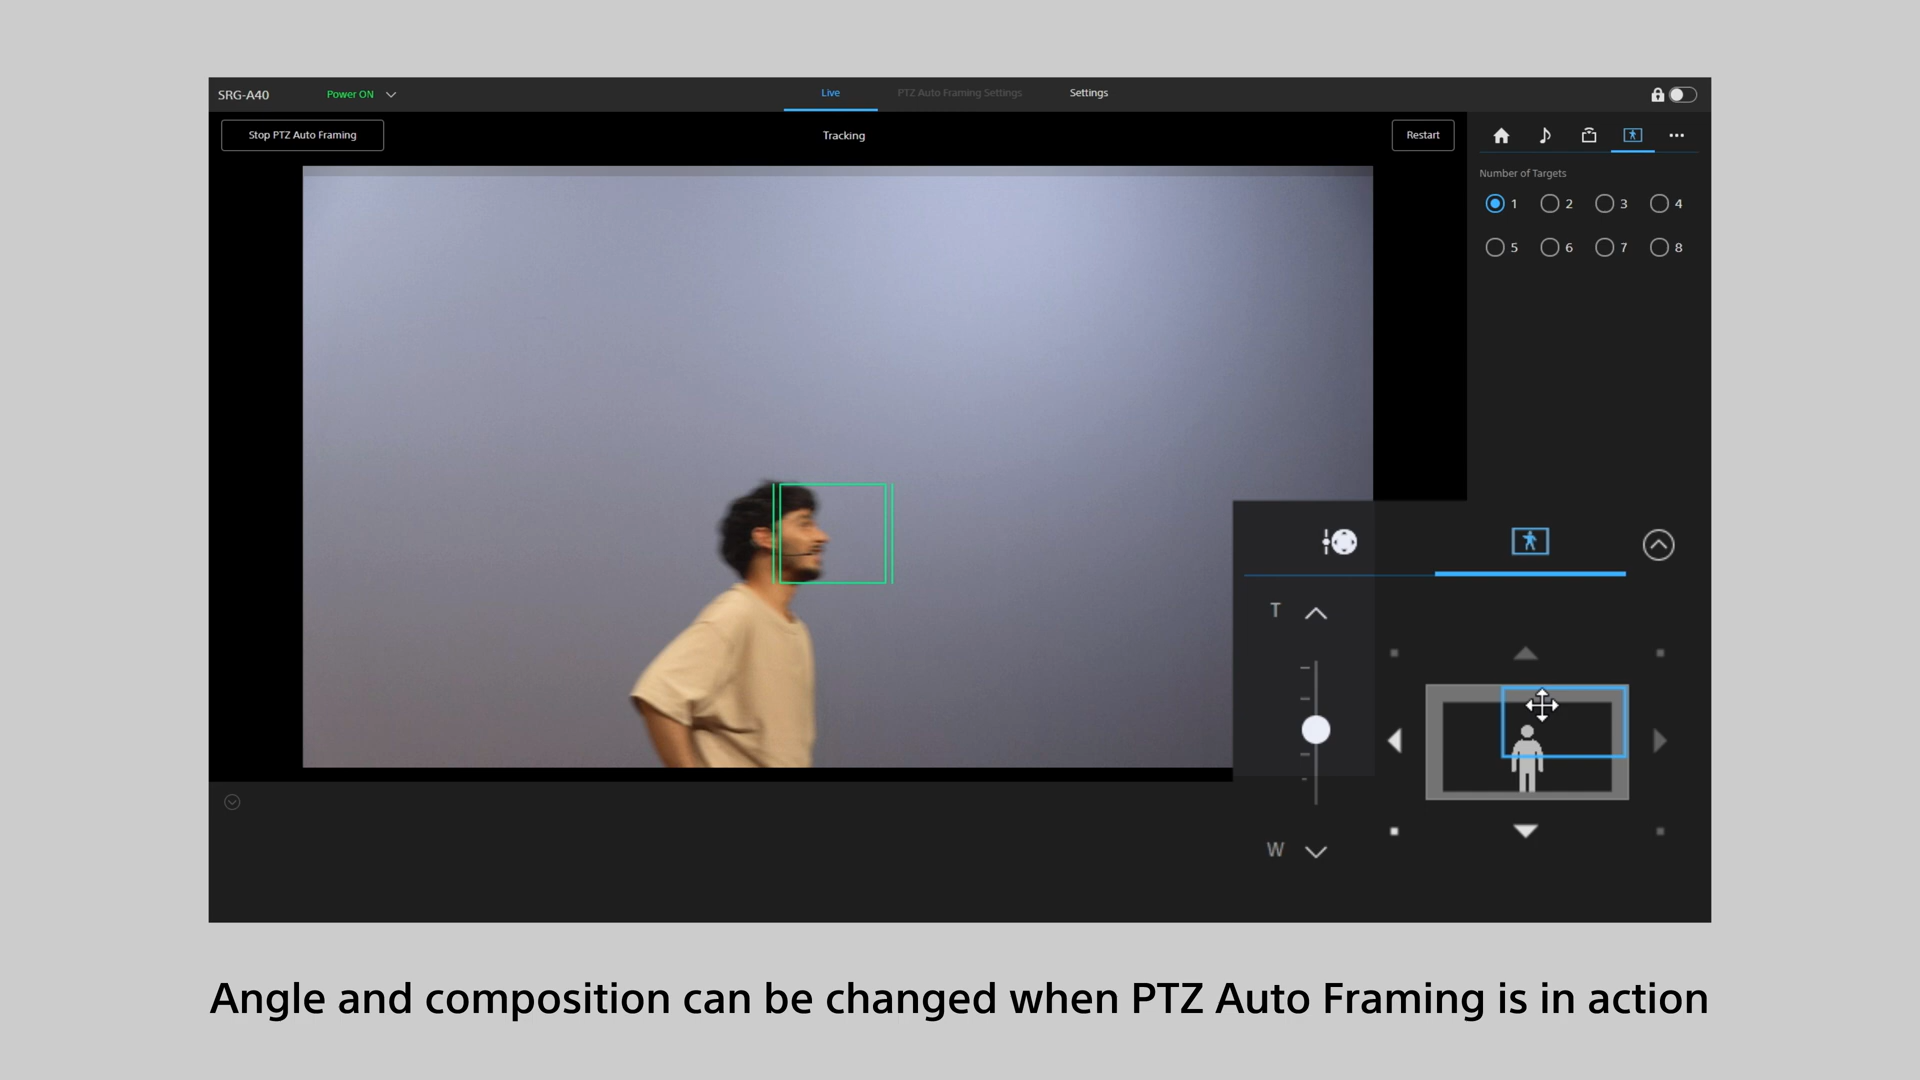 SRG-A40 Power ON Live PTZ Auto Framing Settings Settings
Stop PTZ Auto Framing Tracking Restart
Number of Targets
1 2 3 4
5 6 7 8
T
W
Angle and composition can be changed when PTZ Auto Framing is in action